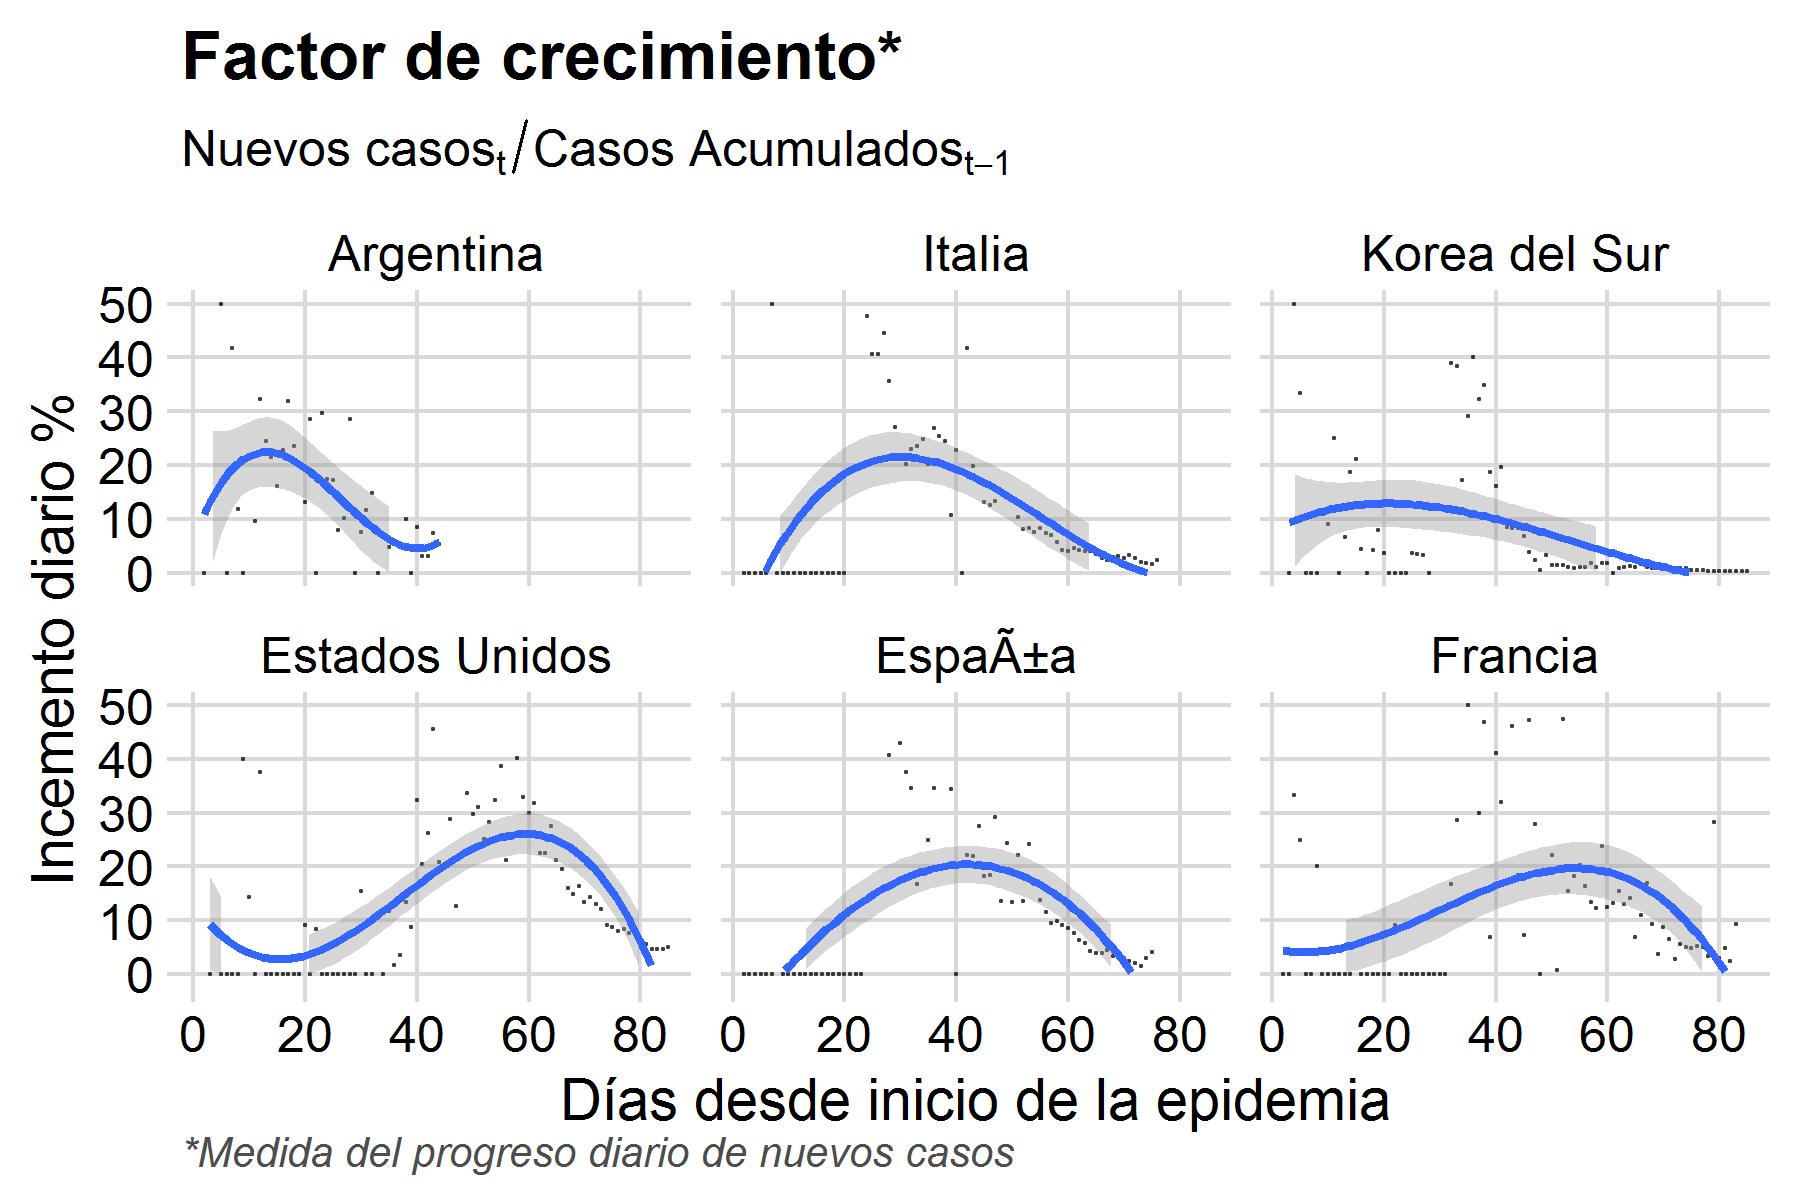 Factor de crecimiento*
Nuevos casos_t/Casos Acumulados_t−1
Argentina Italia Korea del Sur
50
40
30
20
10
0
Estados Unidos EspaÃ±a Francia
50
40
30
20
10
0
0 20 40 60 80 0 20 40 60 80 0 20 40 60 80
Incemento diario %
Días desde inicio de la epidemia
*Medida del progreso diario de nuevos casos